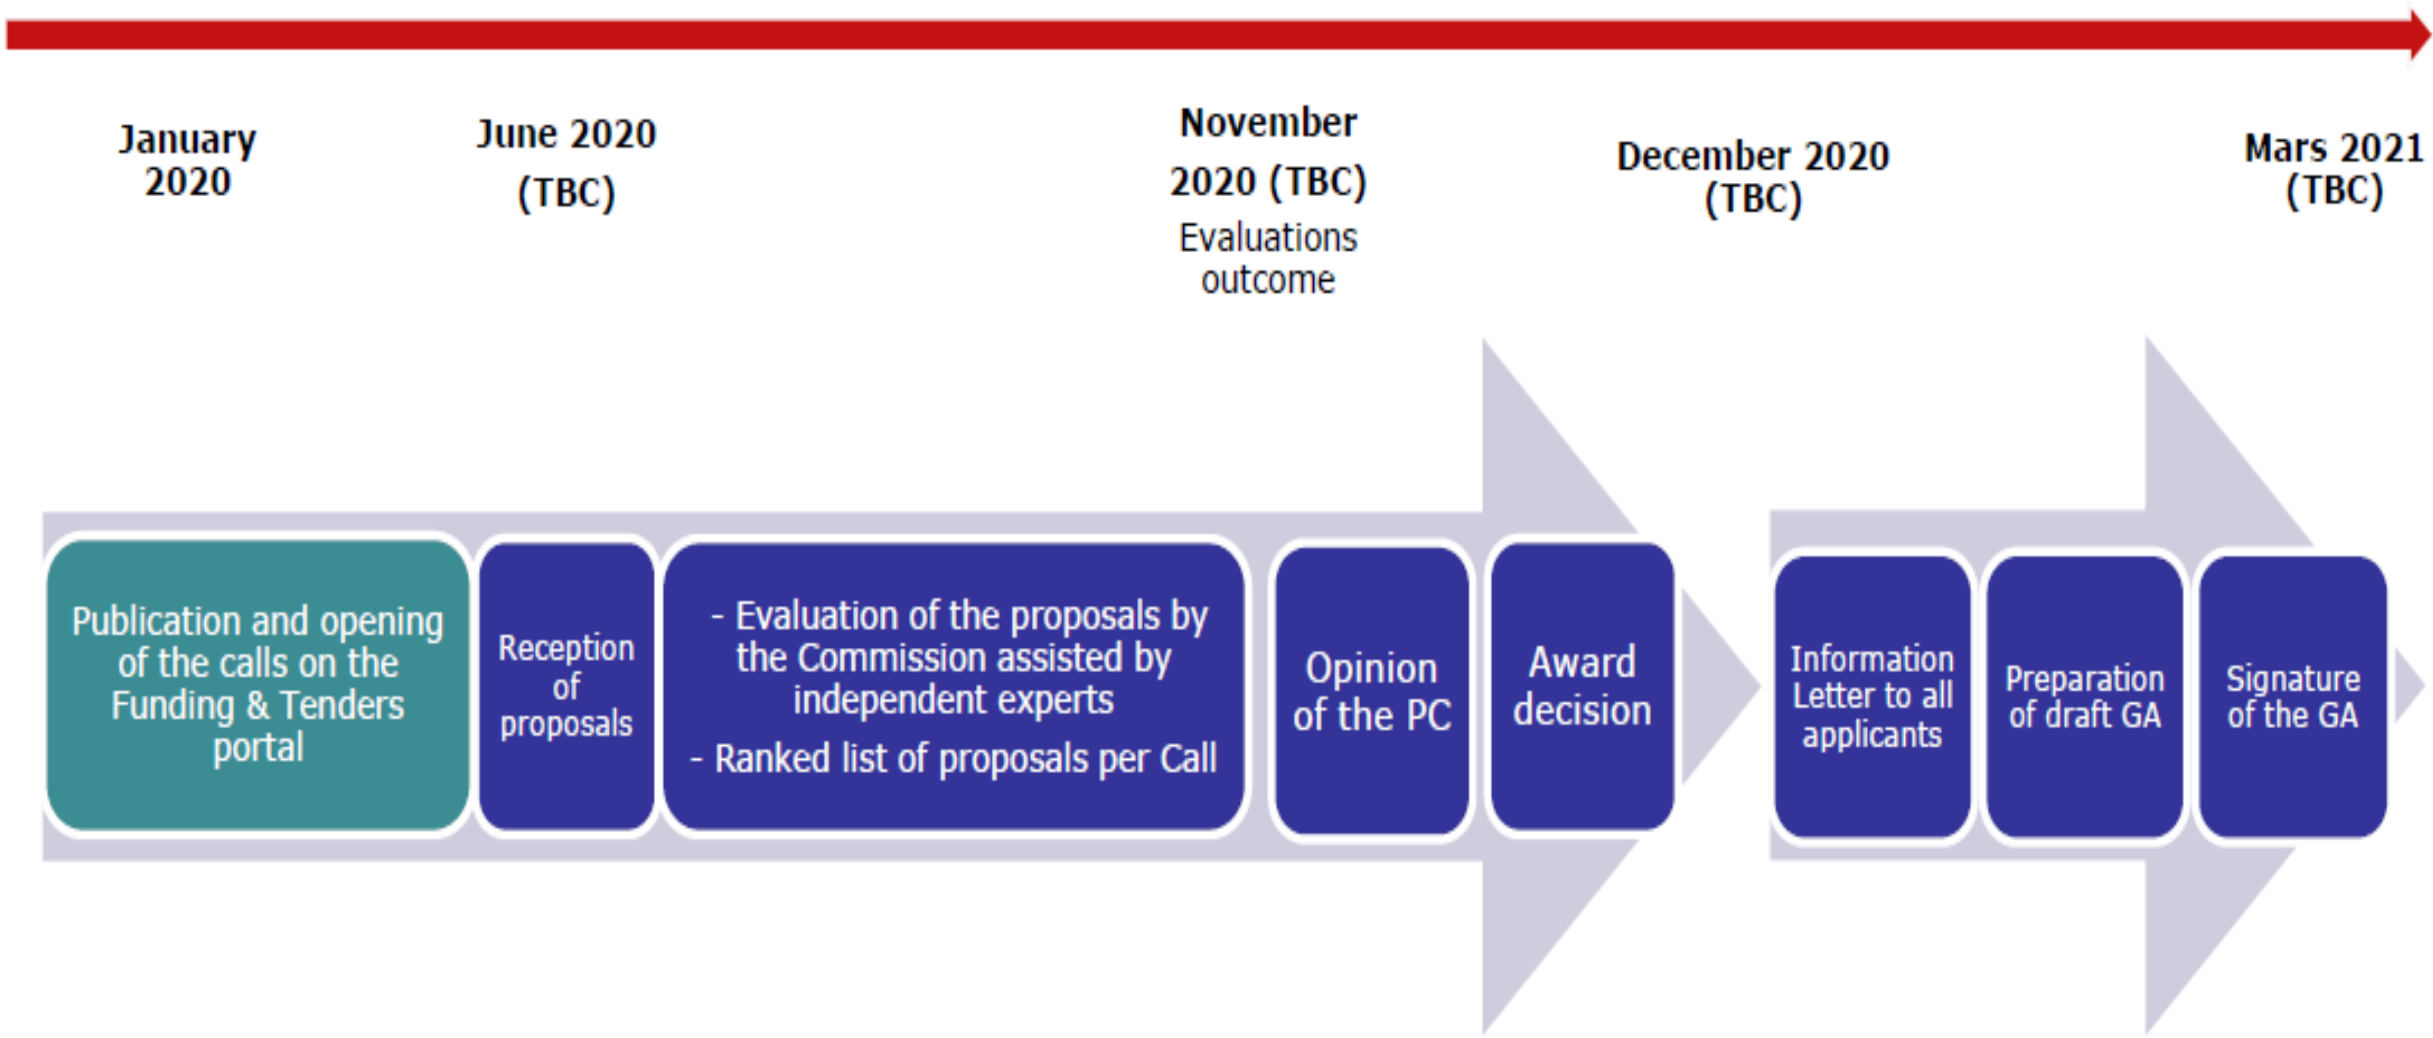 January
2020
June 2020
(TBC)
November
2020 (TBC)
Evaluations
outcome
December 2020
(TBC)
Mars 2021
(TBC)
Publication and opening
of the calls on the
Funding & Tenders
portal
Reception
of
proposals
- Evaluation of the proposals by
the Commission assisted by
independent experts
- Ranked list of proposals per Call
Opinion
of the PC
Award
decision
Information
Letter to all
applicants
Preparation
of draft GA
Signature
of the GA